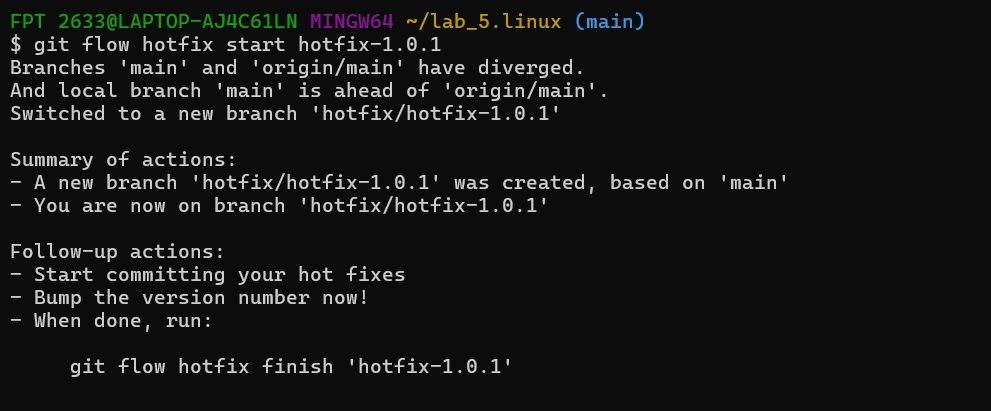 FPT 2633@LAPTOP-AJ4C61LN MINGW64 ~/lab_5.linux (main)
$ git flow hotfix start hotfix-1.0.1
Branches 'main' and 'origin/main' have diverged.
And local branch 'main' is ahead of 'origin/main'.
Switched to a new branch 'hotfix/hotfix-1.0.1'

Summary of actions:
- A new branch 'hotfix/hotfix-1.0.1' was created, based on 'main'
- You are now on branch 'hotfix/hotfix-1.0.1'

Follow-up actions:
- Start committing your hot fixes
- Bump the version number now!
- When done, run:

     git flow hotfix finish 'hotfix-1.0.1'